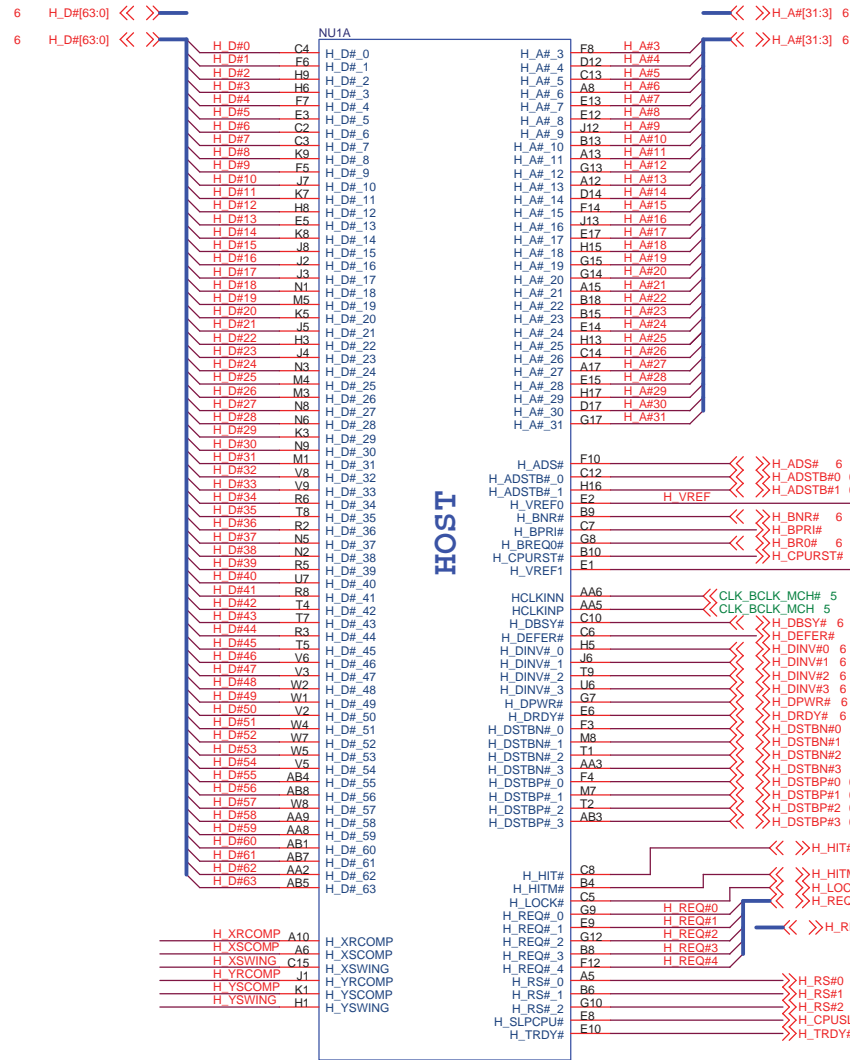 6 H_D#[63:0]
H_A#[31:3] 6
6 H_D#[63:0]
H_A#[31:3] 6
NU1A
H_D#0 C4 H_D#_0
H_D#1 F6 H_D#_1
H_D#2 H9 H_D#_2
H_D#3 H6 H_D#_3
H_D#4 F7 H_D#_4
H_D#5 E3 H_D#_5
H_D#6 C2 H_D#_6
H_D#7 C3 H_D#_7
H_D#8 K9 H_D#_8
H_D#9 F5 H_D#_9
H_D#10 J7 H_D#_10
H_D#11 K7 H_D#_11
H_D#12 H8 H_D#_12
H_D#13 E5 H_D#_13
H_D#14 K8 H_D#_14
H_D#15 J8 H_D#_15
H_D#16 J2 H_D#_16
H_D#17 J3 H_D#_17
H_D#18 N1 H_D#_18
H_D#19 M5 H_D#_19
H_D#20 K5 H_D#_20
H_D#21 J5 H_D#_21
H_D#22 H3 H_D#_22
H_D#23 J4 H_D#_23
H_D#24 N3 H_D#_24
H_D#25 M4 H_D#_25
H_D#26 M3 H_D#_26
H_D#27 N8 H_D#_27
H_D#28 N6 H_D#_28
H_D#29 K3 H_D#_29
H_D#30 N9 H_D#_30
H_D#31 M1 H_D#_31
H_D#32 V8 H_D#_32
H_D#33 V9 H_D#_33
H_D#34 R6 H_D#_34
H_D#35 T8 H_D#_35
H_D#36 R2 H_D#_36
H_D#37 N5 H_D#_37
H_D#38 N2 H_D#_38
H_D#39 R5 H_D#_39
H_D#40 U7 H_D#_40
H_D#41 R8 H_D#_41
H_D#42 T4 H_D#_42
H_D#43 T7 H_D#_43
H_D#44 R3 H_D#_44
H_D#45 T5 H_D#_45
H_D#46 V6 H_D#_46
H_D#47 V3 H_D#_47
H_D#48 W2 H_D#_48
H_D#49 W1 H_D#_49
H_D#50 V2 H_D#_50
H_D#51 W4 H_D#_51
H_D#52 W7 H_D#_52
H_D#53 W5 H_D#_53
H_D#54 V5 H_D#_54
H_D#55 AB4 H_D#_55
H_D#56 AB8 H_D#_56
H_D#57 W8 H_D#_57
H_D#58 AA9 H_D#_58
H_D#59 AA8 H_D#_59
H_D#60 AB1 H_D#_60
H_D#61 AB7 H_D#_61
H_D#62 AA2 H_D#_62
H_D#63 AB5 H_D#_63
H_XRCOMP A10 H_XRCOMP
H_XSCOMP A6 H_XSCOMP
H_XSWING C15 H_XSWING
H_YRCOMP J1 H_YRCOMP
H_YSCOMP K1 H_YSCOMP
H_YSWING H1 H_YSWING
HOST
H_A#_3 F8 H_A#3
H_A#_4 D12 H_A#4
H_A#_5 C13 H_A#5
H_A#_6 A8 H_A#6
H_A#_7 E13 H_A#7
H_A#_8 E12 H_A#8
H_A#_9 J12 H_A#9
H_A#_10 B13 H_A#10
H_A#_11 A13 H_A#11
H_A#_12 G13 H_A#12
H_A#_13 A12 H_A#13
H_A#_14 D14 H_A#14
H_A#_15 F14 H_A#15
H_A#_16 J13 H_A#16
H_A#_17 E17 H_A#17
H_A#_18 H15 H_A#18
H_A#_19 G15 H_A#19
H_A#_20 G14 H_A#20
H_A#_21 A15 H_A#21
H_A#_22 B18 H_A#22
H_A#_23 B15 H_A#23
H_A#_24 E14 H_A#24
H_A#_25 H13 H_A#25
H_A#_26 C14 H_A#26
H_A#_27 A17 H_A#27
H_A#_28 E15 H_A#28
H_A#_29 H17 H_A#29
H_A#_30 D17 H_A#30
H_A#_31 G17 H_A#31
H_ADS# F10 H_ADS# 6
H_ADSTB#_0 C12 H_ADSTB#0
H_ADSTB#_1 H16 H_ADSTB#1
H_VREF0 E2 H_VREF
H_BNR# B9 H_BNR# 6
H_BPRI# C7 H_BPRI#
H_BREQ0# G8 H_BR0# 6
H_CPURST# B10 H_CPURST#
H_VREF1 E1
HCLKINN AA6 CLK_BCLK_MCH# 5
HCLKINP AA5 CLK_BCLK_MCH 5
H_DBSY# C10 H_DBSY# 6
H_DEFER# C6 H_DEFER#
H_DINV#_0 H5 H_DINV#0 6
H_DINV#_1 J6 H_DINV#1 6
H_DINV#_2 T9 H_DINV#2 6
H_DINV#_3 U6 H_DINV#3 6
H_DPWR# G7 H_DPWR# 6
H_DRDY# E6 H_DRDY# 6
H_DSTBN#_0 F3 H_DSTBN#0
H_DSTBN#_1 M8 H_DSTBN#1
H_DSTBN#_2 T1 H_DSTBN#2
H_DSTBN#_3 AA3 H_DSTBN#3
H_DSTBP#_0 F4 H_DSTBP#0
H_DSTBP#_1 M7 H_DSTBP#1
H_DSTBP#_2 T2 H_DSTBP#2
H_DSTBP#_3 AB3 H_DSTBP#3
H_HIT# C8 H_HIT#
H_HITM# B4 H_HITM
H_LOCK# C5 H_LOC
H_REQ#_0 G9 H_REQ#0 H_REQ
H_REQ#_1 E9 H_REQ#1
H_REQ#_2 G12 H_REQ#2 H_R
H_REQ#_3 B8 H_REQ#3
H_REQ#_4 F12 H_REQ#4
H_RS#_0 A5 H_RS#0
H_RS#_1 B6 H_RS#1
H_RS#_2 G10 H_RS#2
H_SLPCPU# E8 H_CPUSL
H_TRDY# E10 H_TRDY#